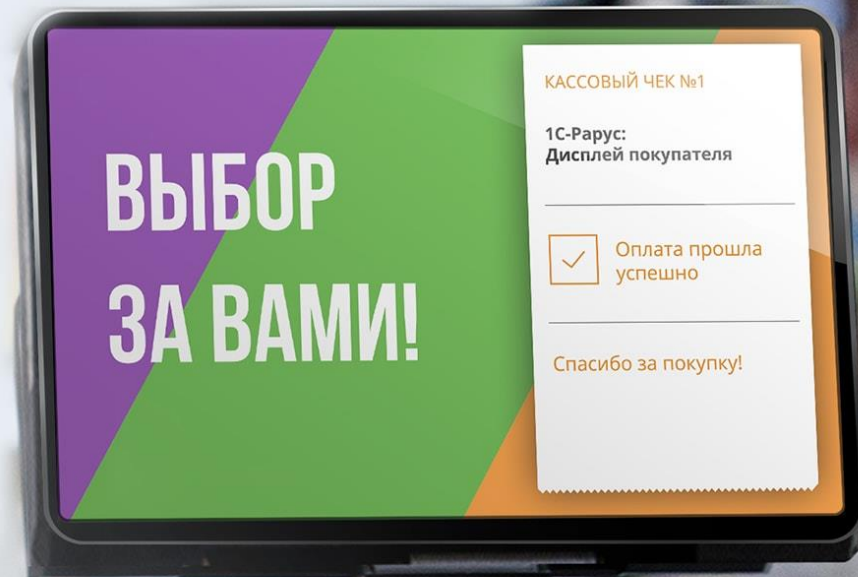 ВЫБОР
ЗА ВАМИ!
КАССОВЫЙ ЧЕК №1
1С-Рарус:
Дисплей покупателя
Оплата прошла
успешно
Спасибо за покупку!